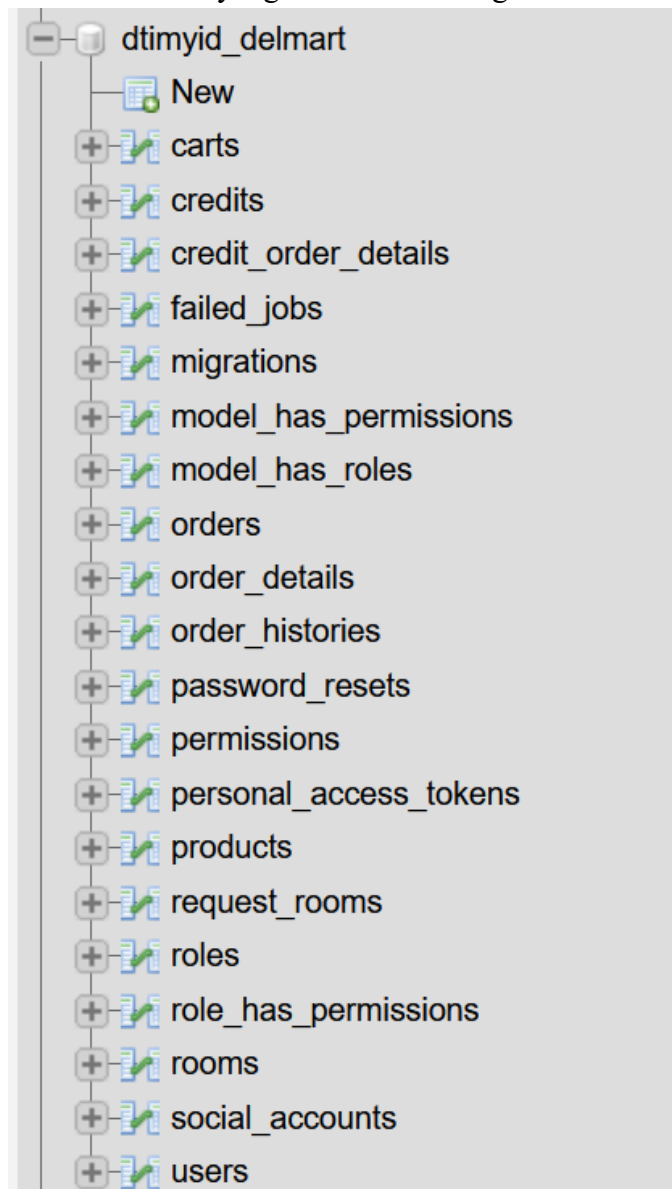 dtimyid_delmart
New
carts
credits
credit_order_details
failed_jobs
migrations
model_has_permissions
model_has_roles
orders
order_details
order_histories
password_resets
permissions
personal_access_tokens
products
request_rooms
roles
role_has_permissions
rooms
social_accounts
users